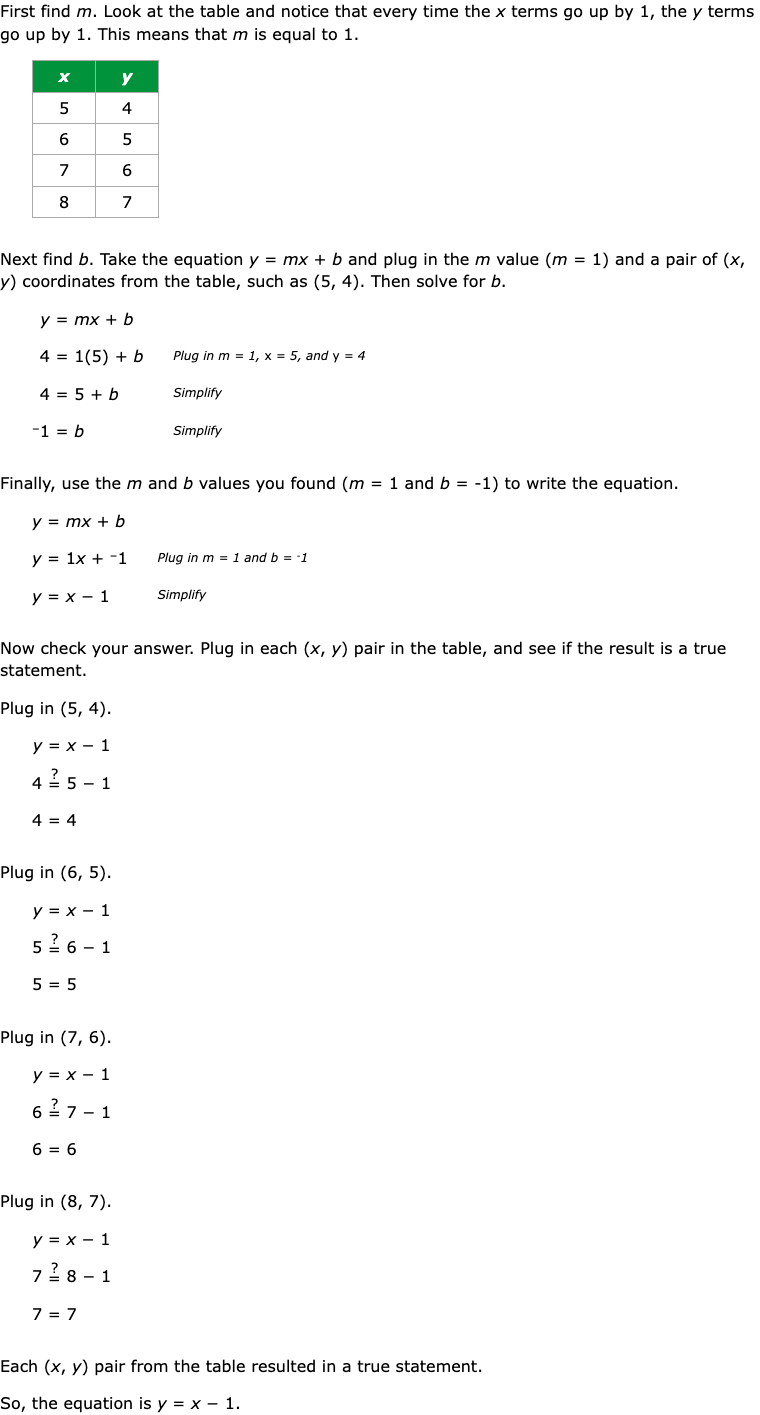 First find m. Look at the table and notice that every time the x terms go up by 1, the y terms
go up by 1. This means that m is equal to 1.
x y
5 4
6 5
7 6
8 7
Next find b. Take the equation y = mx + b and plug in the m value (m = 1) and a pair of (x,
y) coordinates from the table, such as (5, 4). Then solve for b.
y = mx + b
4 = 1(5) + b Plug in m = 1, x = 5, and y = 4
4 = 5 + b Simplify
⁻1 = b Simplify
Finally, use the m and b values you found (m = 1 and b = -1) to write the equation.
y = mx + b
y = 1x + ⁻1 Plug in m = 1 and b = ⁻1
y = x − 1 Simplify
Now check your answer. Plug in each (x, y) pair in the table, and see if the result is a true
statement.
Plug in (5, 4).
y = x − 1
4 ≟ 5 − 1
4 = 4
Plug in (6, 5).
y = x − 1
5 ≟ 6 − 1
5 = 5
Plug in (7, 6).
y = x − 1
6 ≟ 7 − 1
6 = 6
Plug in (8, 7).
y = x − 1
7 ≟ 8 − 1
7 = 7
Each (x, y) pair from the table resulted in a true statement.
So, the equation is y = x − 1.